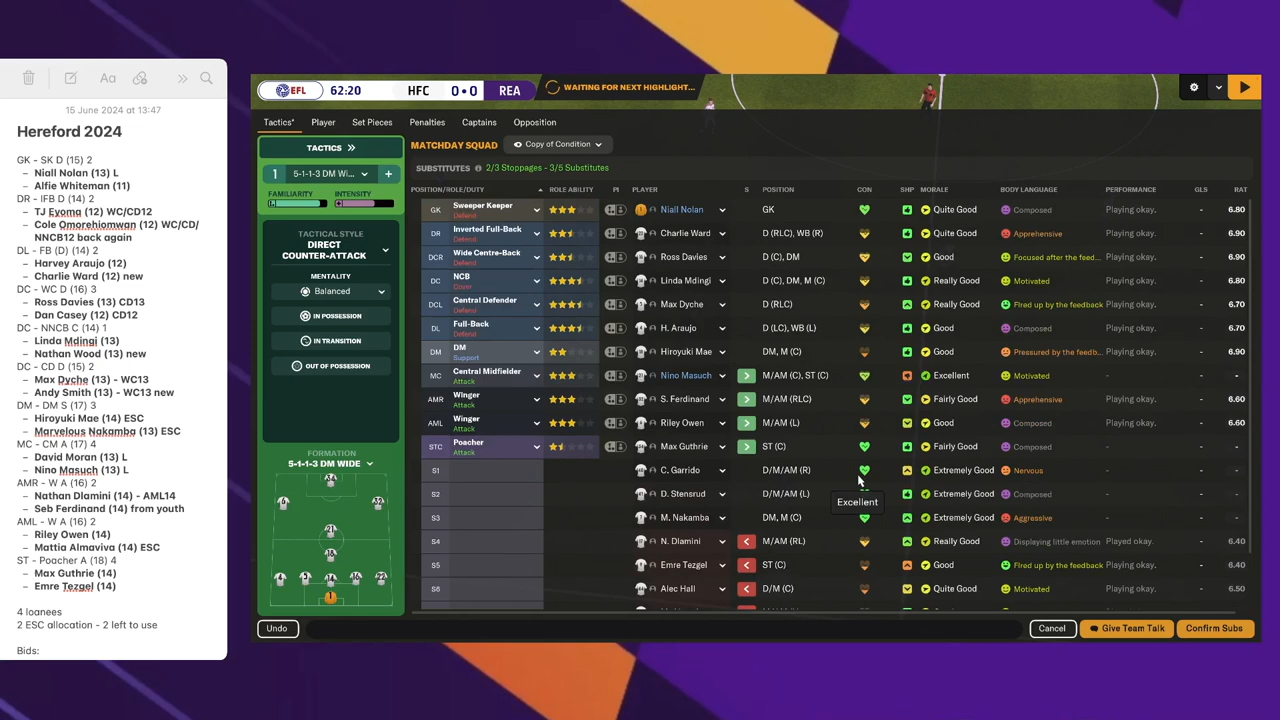 15 June 2024 at 13:47
Hereford 2024
GK - SK D (15) 2
- Niall Nolan (13) L
- Alfie Whiteman (11)
DR - IFB D (14) 2
- TJ Eyoma (12) WC/CD12
- Cole Omorehiomwan (12) WC/CD/
NNCB12 back again
DL - FB (D) (14) 2
- Harvey Araujo (12)
- Charlie Ward (12) new
DC - WC D (16) 3
- Ross Davies (13) CD13
- Dan Casey (12) CD12
DC - NNCB C (14) 1
- Linda Mdingi (13)
- Nathan Wood (13) new
DC - CD D (15) 2
- Max Dyche (13) - WC13
- Andy Smith (13) - WC13 new
DM - DM S (17) 3
- Hiroyuki Mae (14) ESC
- Marvelous Nakamba (13) ESC
MC - CM A (17) 4
- David Moran (13) L
- Nino Masuch (13) L
AMR - W A (16) 2
- Nathan Dlamini (14) - AML14
- Seb Ferdinand (14) from youth
AML - W A (16) 2
- Riley Owen (14)
- Mattia Almaviva (14) ESC
ST - Poacher A (18) 4
- Max Guthrie (14)
- Emre Tezgel (14)
4 loanees
2 ESC allocation - 2 left to use
Bids:
EFL 62:20 HFC 0 - 0 REA WAITING FOR NEXT HIGHLIGHT...
Tactics* Player Set Pieces Penalties Captains Opposition
TACTICS
1 5-1-1-3 DM Wi...
FAMILIARITY INTENSITY
TACTICAL STYLE
DIRECT
COUNTER-ATTACK
MENTALITY
Balanced
IN POSSESSION
IN TRANSITION
OUT OF POSSESSION
FORMATION
5-1-1-3 DM WIDE
MATCHDAY SQUAD Copy of Condition
SUBSTITUTES 2/3 Stoppages - 3/5 Substitutes
POSITION/ROLE/DUTY ROLE ABILITY PI PLAYER S POSITION CON SHP MORALE BODY LANGUAGE PERFORMANCE GLS RAT
GK Sweeper Keeper Defend Niall Nolan GK Quite Good Composed Playing okay. - 6.80
DR Inverted Full-Back Defend Charlie Ward D (RLC), WB (R) Quite Good Apprehensive Playing okay. - 6.90
DCR Wide Centre-Back Defend Ross Davies D (C), DM Good Focused after the feed... Playing okay. - 6.90
DC NCB Cover Linda Mdingi D (C), DM, M (C) Really Good Motivated Playing okay. - 6.80
DCL Central Defender Defend Max Dyche D (RLC) Really Good Fired up by the feedback Playing okay. - 6.70
DL Full-Back Defend H. Araujo D (LC), WB (L) Good Composed Playing okay. - 6.70
DM DM Support Hiroyuki Mae DM, M (C) Good Pressured by the feedb... Playing okay. - 6.90
MC Central Midfielder Attack Nino Masuch M/AM (C), ST (C) Excellent Motivated - - -
AMR Winger Attack S. Ferdinand M/AM (RLC) Fairly Good Apprehensive Playing okay. - 6.60
AML Winger Attack Riley Owen M/AM (L) Good Composed Playing okay. - 6.60
STC Poacher Attack Max Guthrie ST (C) Fairly Good Composed - - -
S1 C. Garrido D/M/AM (R) Extremely Good Nervous - - -
Excellent
S2 D. Stensrud D/M/AM (L) Extremely Good Composed - - -
S3 M. Nakamba DM, M (C) Extremely Good Aggressive - - -
S4 N. Dlamini M/AM (RL) Really Good Displaying little emotion Played okay. - 6.40
S5 Emre Tezgel ST (C) Good Fired up by the feedback Playing okay. - 6.40
S6 Alec Hall D/M (C) Quite Good Motivated Playing okay. - 6.50
Undo Cancel Give Team Talk Confirm Subs